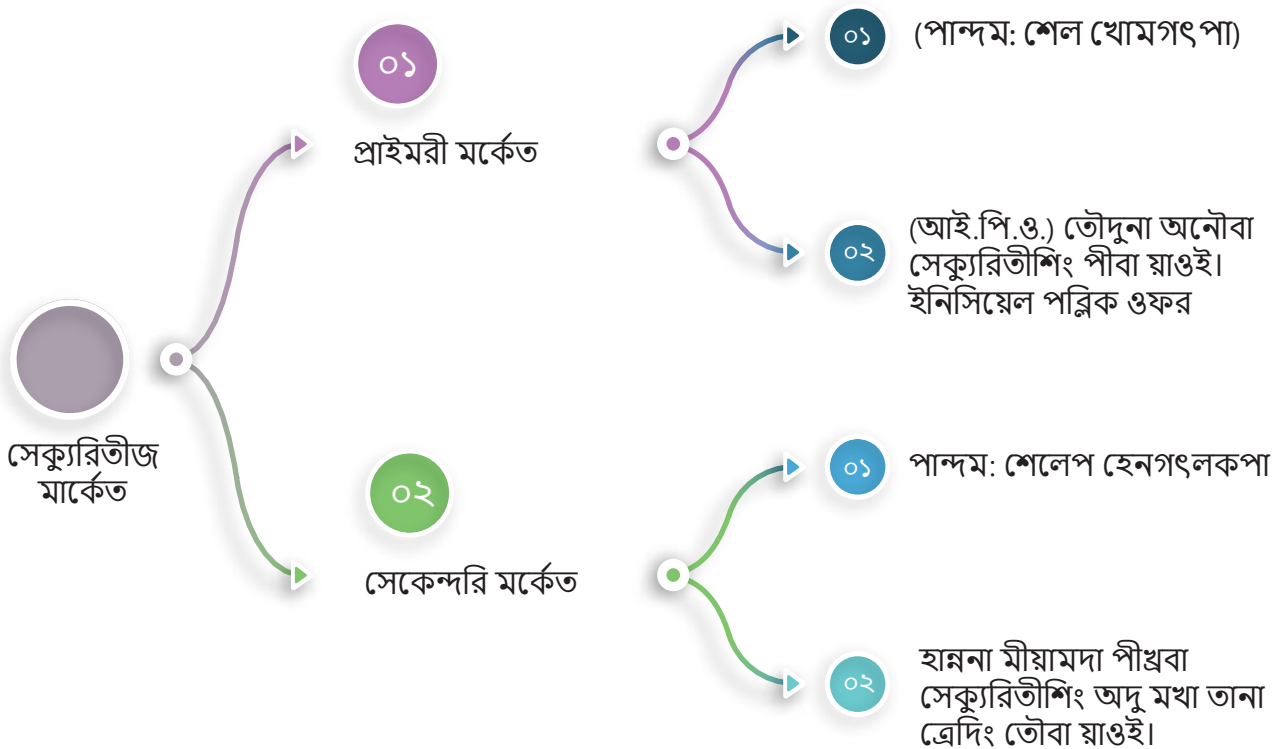 সেক্যুরিতীজ
মার্কেত
০১
প্রাইমরী মর্কেত
০১
(পান্দম: শেল খোমগৎপা)
০২
(আই.পি.ও.) তৌদুনা অনৌবা
সেক্যুরিতীশিং পীবা য়াওই।
ইনিসিয়েল পব্লিক ওফর
০২
সেকেন্দরি মর্কেত
০১
পান্দম: শেলেপ হেনগৎলকপা
০২
হান্ননা মীয়ামদা পীখ্রবা
সেক্যুরিতীশিং অদু মখা তানা
ত্রেদিং তৌবা য়াওই।